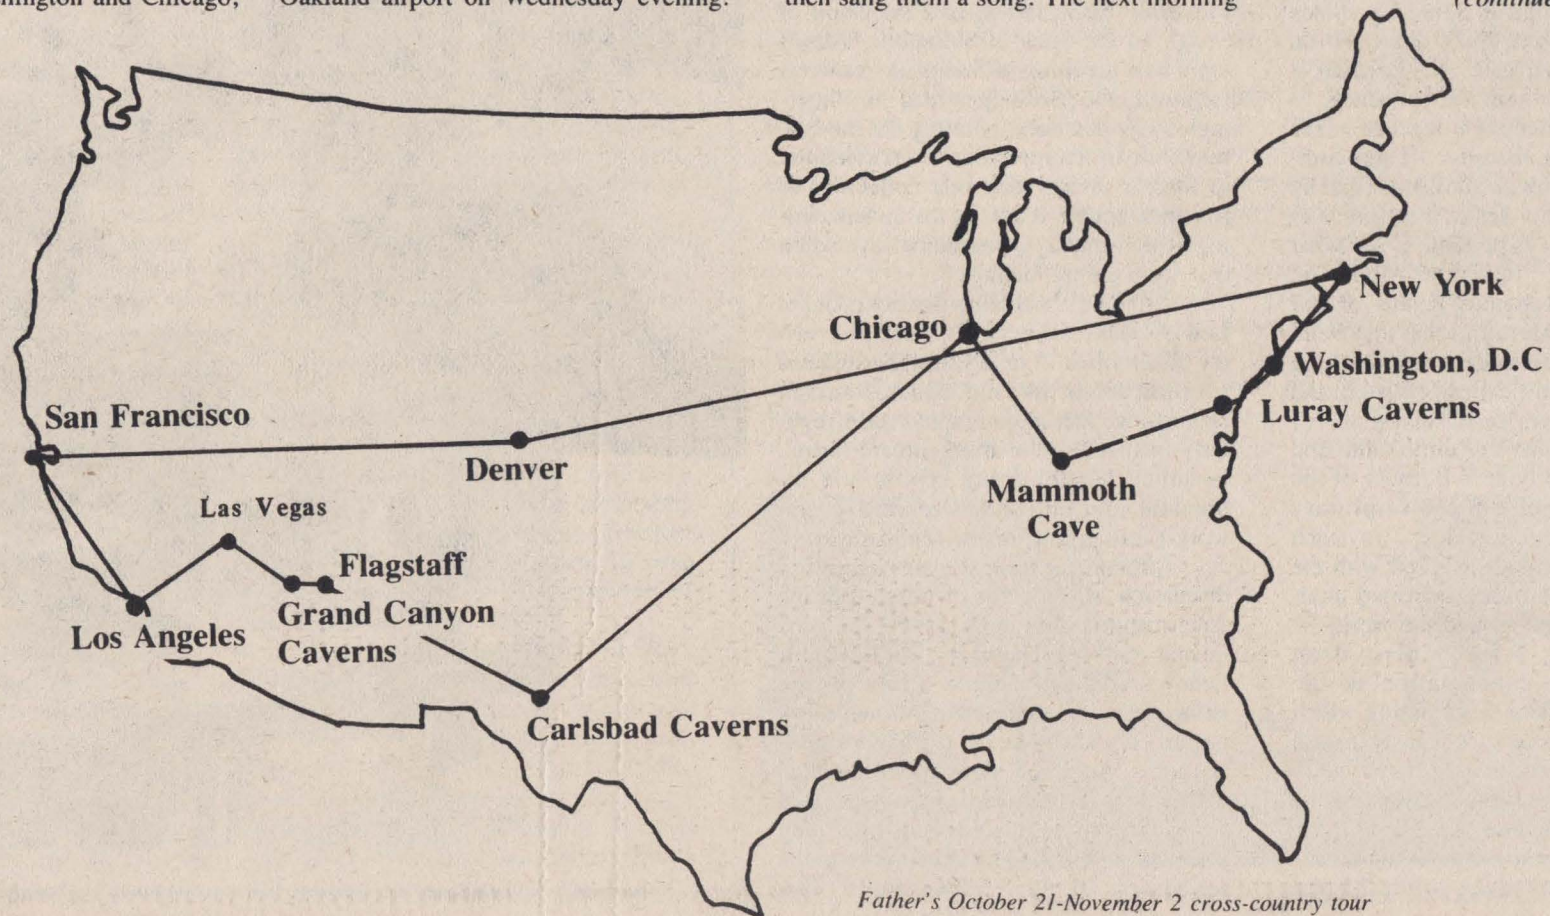 Oakland airport on Wednesday evening.
then sang them a song. The next morning
New York
Chicago
Washington, D.C
Luray Caverns
San Francisco
Denver
Mammoth
Cave
Las Vegas
Flagstaff
Grand Canyon
Caverns
Los Angeles
Carlsbad Caverns
Father's October 21-November 2 cross-country tour